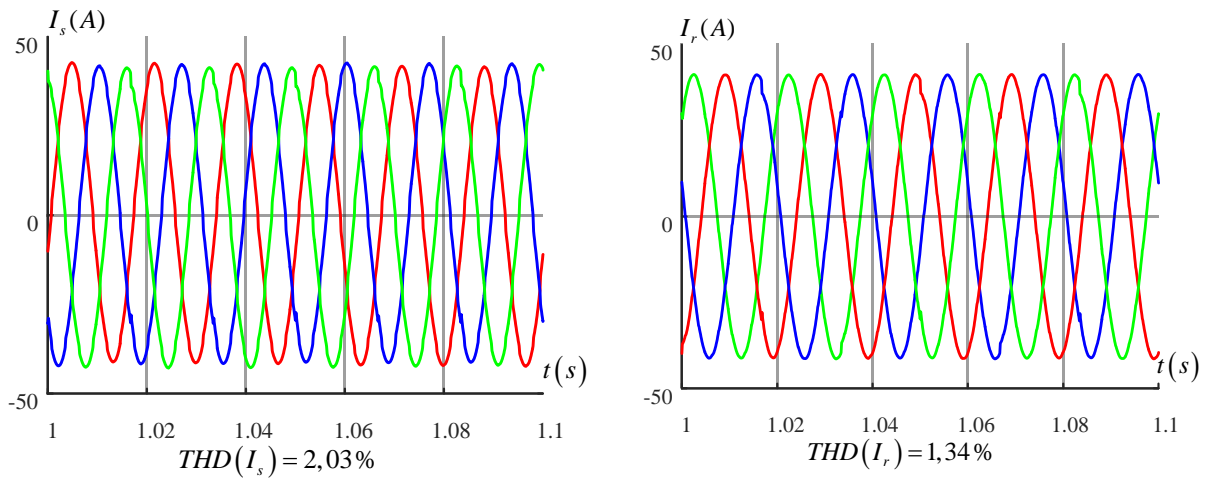 I_s(A)
50
0
-50
t(s)
1 1.02 1.04 1.06 1.08 1.1
THD(I_s) = 2,03%
I_r(A)
50
0
-50
t(s)
1 1.02 1.04 1.06 1.08 1.1
THD(I_r) = 1,34%